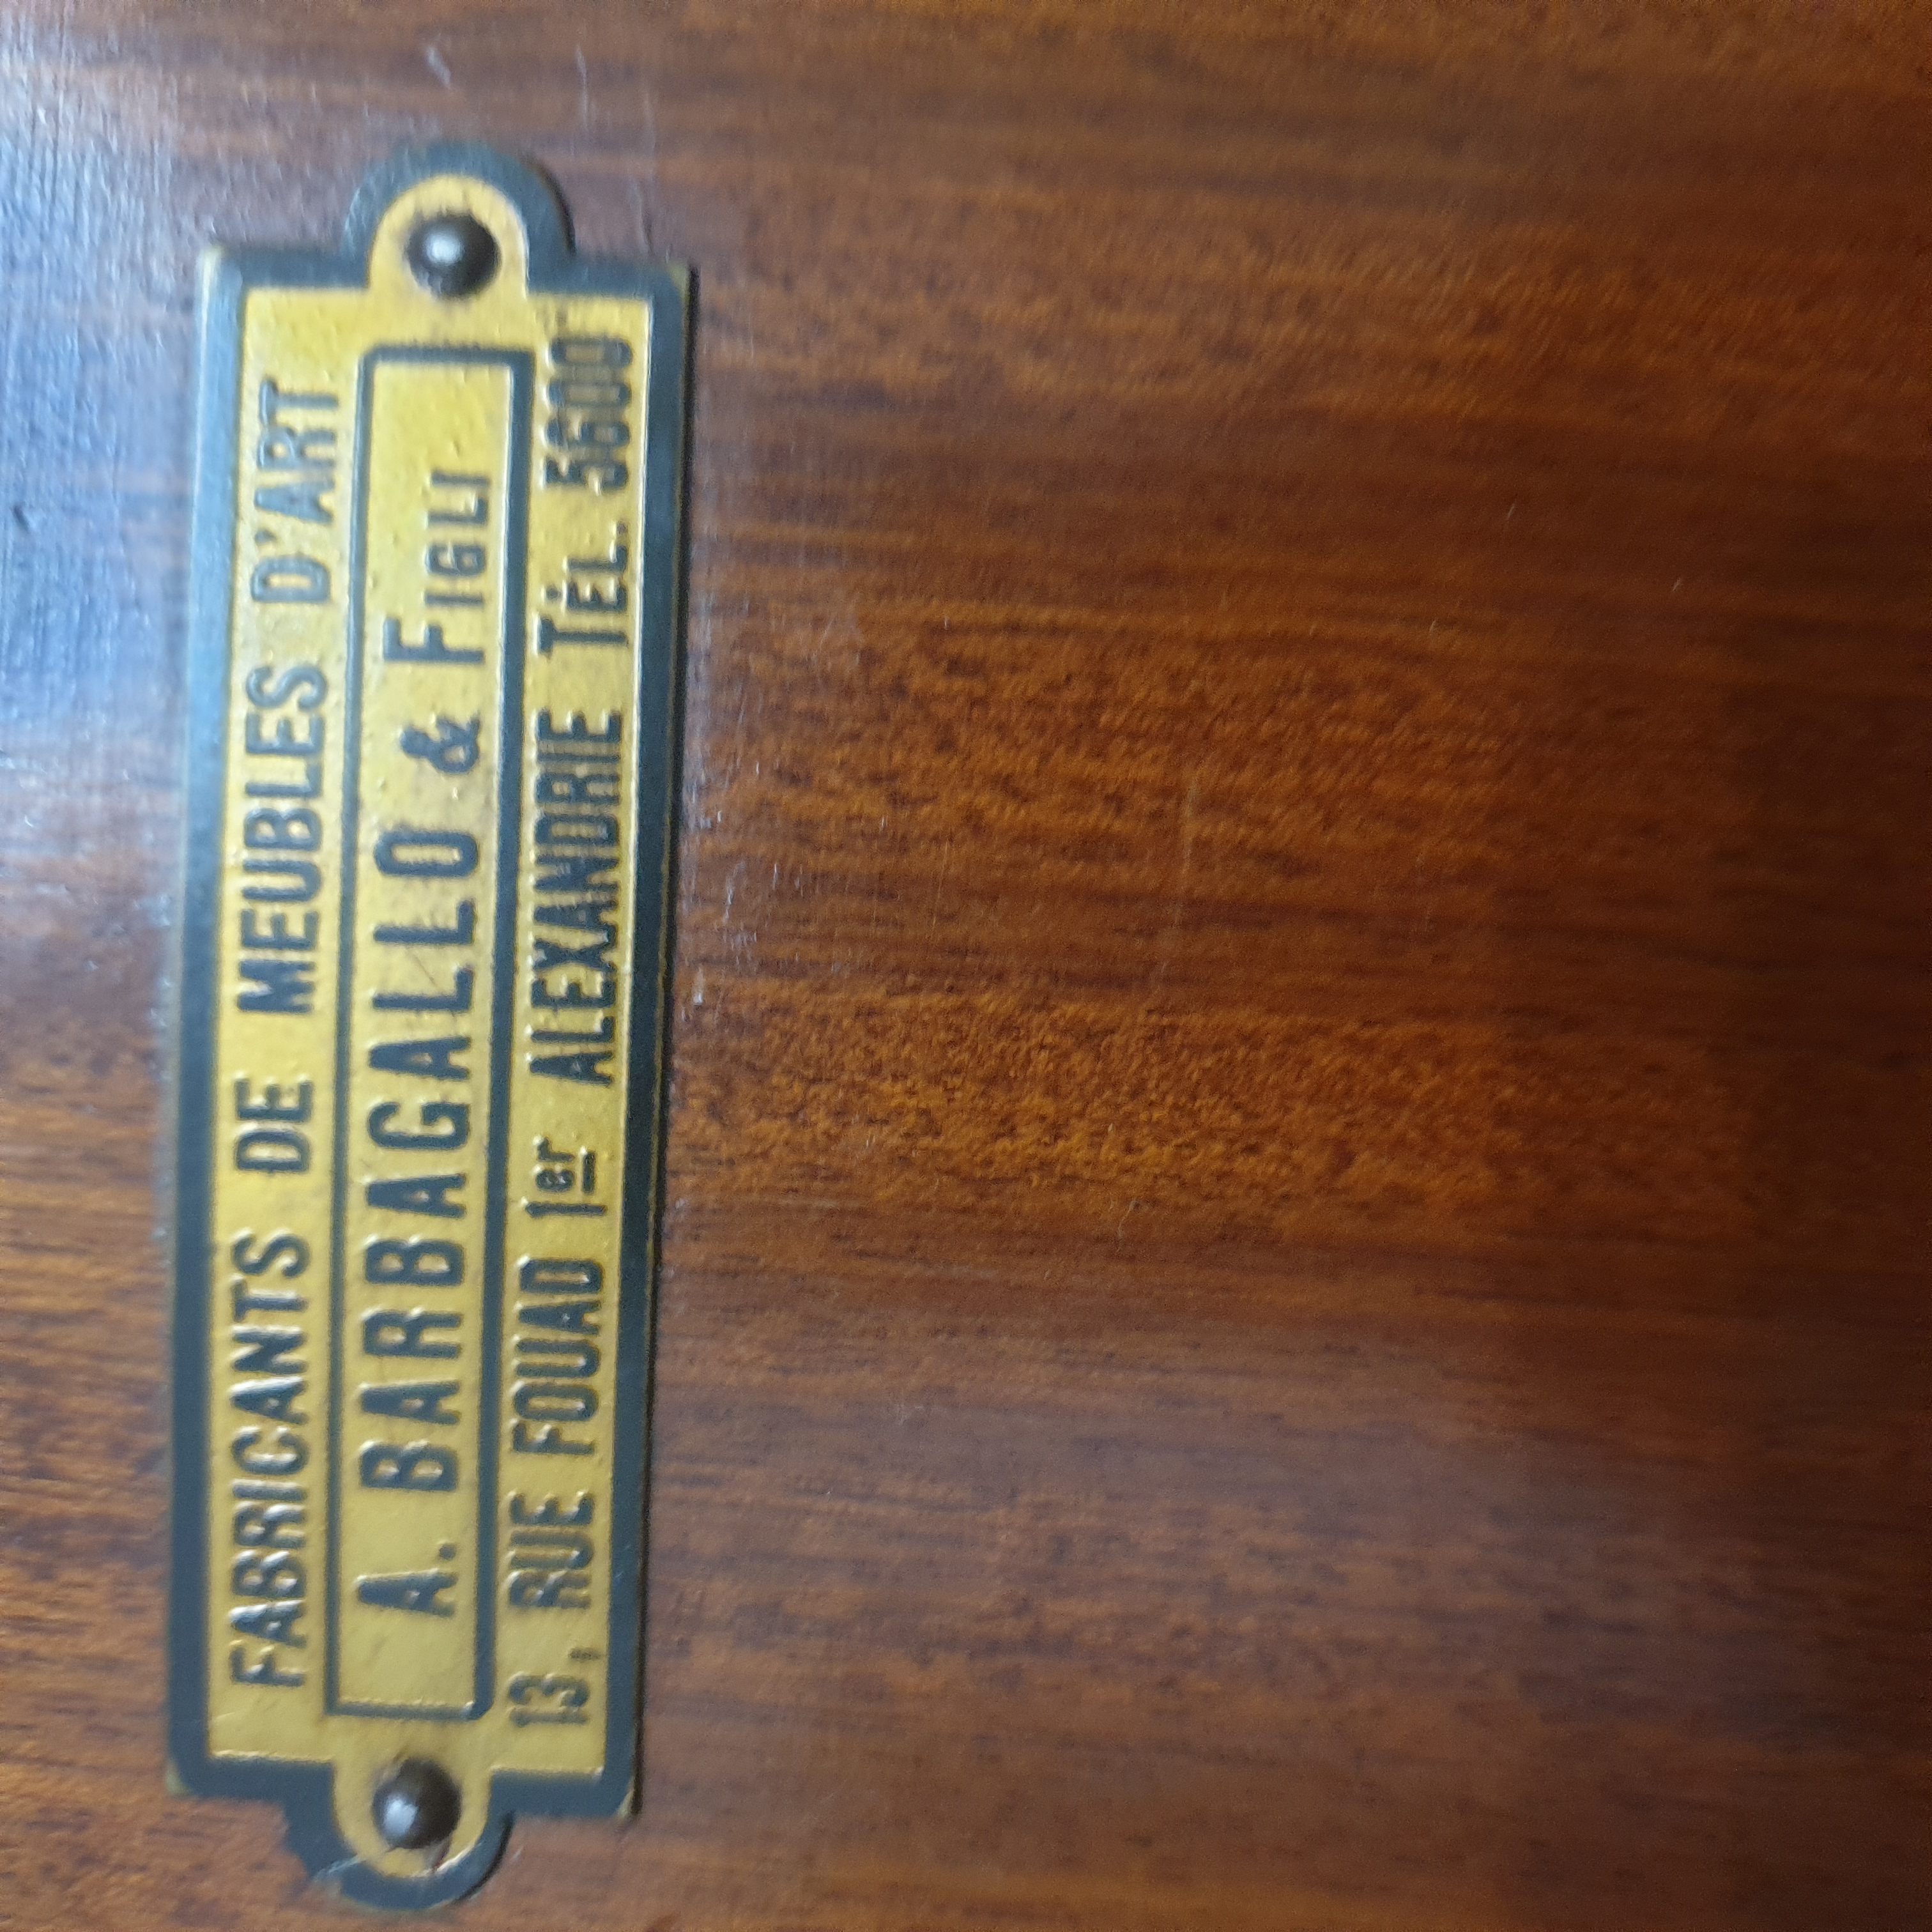 FABRICANTS DE MEUBLES D'ART
A. BARBAGALLO & FIGLI
13, RUE FOUAD 1er ALEXANDRIE TÉL. 5600